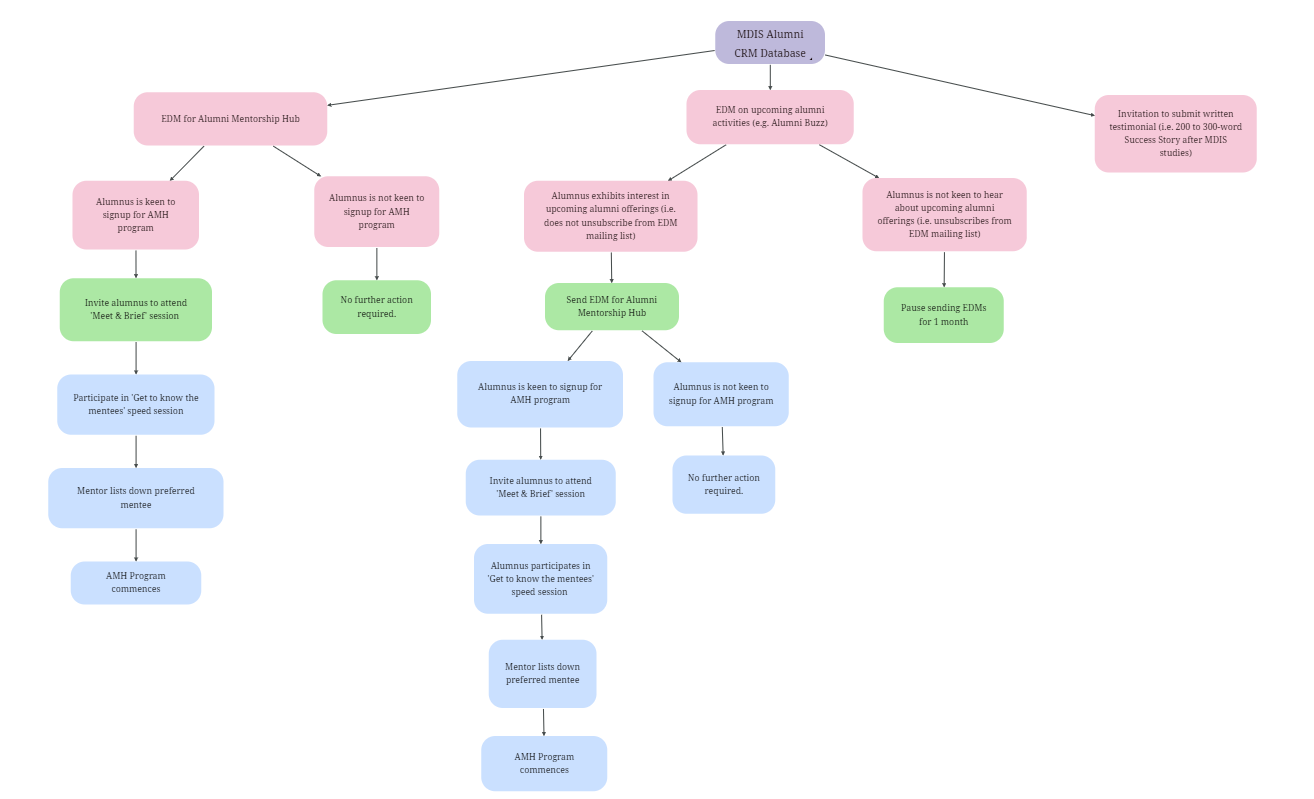 MDIS Alumni
CRM Database .
EDM for Alumni Mentorship Hub
EDM on upcoming alumni
activities (e.g. Alumni Buzz)
Invitation to submit written
testimonial (i.e. 200 to 300-word
Success Story after MDIS
studies)
Alumnus is keen to
signup for AMH
program
Alumnus is not keen to
signup for AMH
program
Alumnus exhibits interest in
upcoming alumni offerings (i.e.
does not unsubscribe from EDM
mailing list)
Alumnus is not keen to hear
about upcoming alumni
offerings (i.e. unsubscribes from
EDM mailing list)
Invite alumnus to attend
'Meet & Brief' session
No further action
required.
Send EDM for Alumni
Mentorship Hub
Pause sending EDMs
for 1 month
Participate in 'Get to know the
mentees' speed session
Alumnus is keen to signup for
AMH program
Alumnus is not keen to
signup for AMH program
Mentor lists down preferred
mentee
Invite alumnus to attend
'Meet & Brief' session
No further action
required.
AMH Program
commences
Alumnus participates in
'Get to know the mentees'
speed session
Mentor lists down
preferred mentee
AMH Program
commences